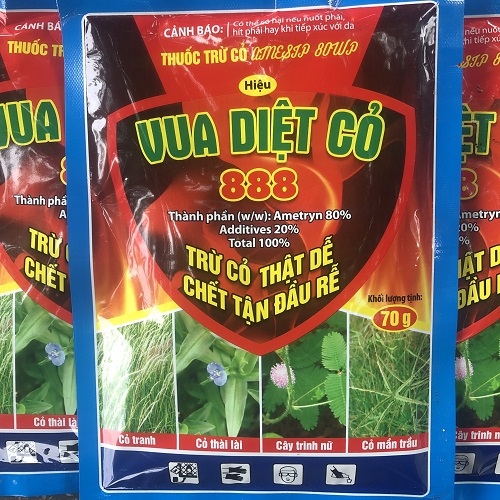 CẢNH BÁO: Có thể có hại nếu nuốt phải,
hít phải hay khi tiếp xúc với da
THUỐC TRỪ CỎ AMESIP 80WP
Hiệu
VUA DIỆT CỎ
888
Thành phần (w/w): Ametryn 80%
Additives 20%
Total 100%
TRỪ CỎ THẬT DỄ
CHẾT TẬN ĐẦU RỄ
Khối lượng tịnh:
70 g
Cỏ tranh
Cỏ thài lài
Cây trinh nữ
Cỏ mần trầu